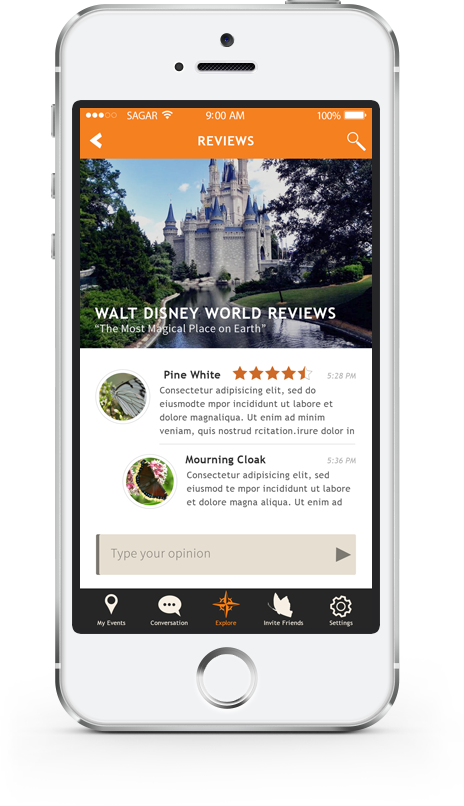 SAGAR 9:00 AM 100%
REVIEWS
WALT DISNEY WORLD REVIEWS
"The Most Magical Place on Earth"
Pine White 5:28 PM
Consectetur adipisicing elit, sed do
eiusmodte mpor incididunt ut labore et
dolore magnaliqua. Ut enim ad minim
veniam, quis nostrud rcitation.irure dolor in
Mourning Cloak 5:36 PM
Consectetur adipisicing elit, sed
eiusmod te mpor incididunt ut labore
et dolore magna aliqua. Ut enim ad
Type your opinion
My Events Conversation Explore Invite Friends Settings